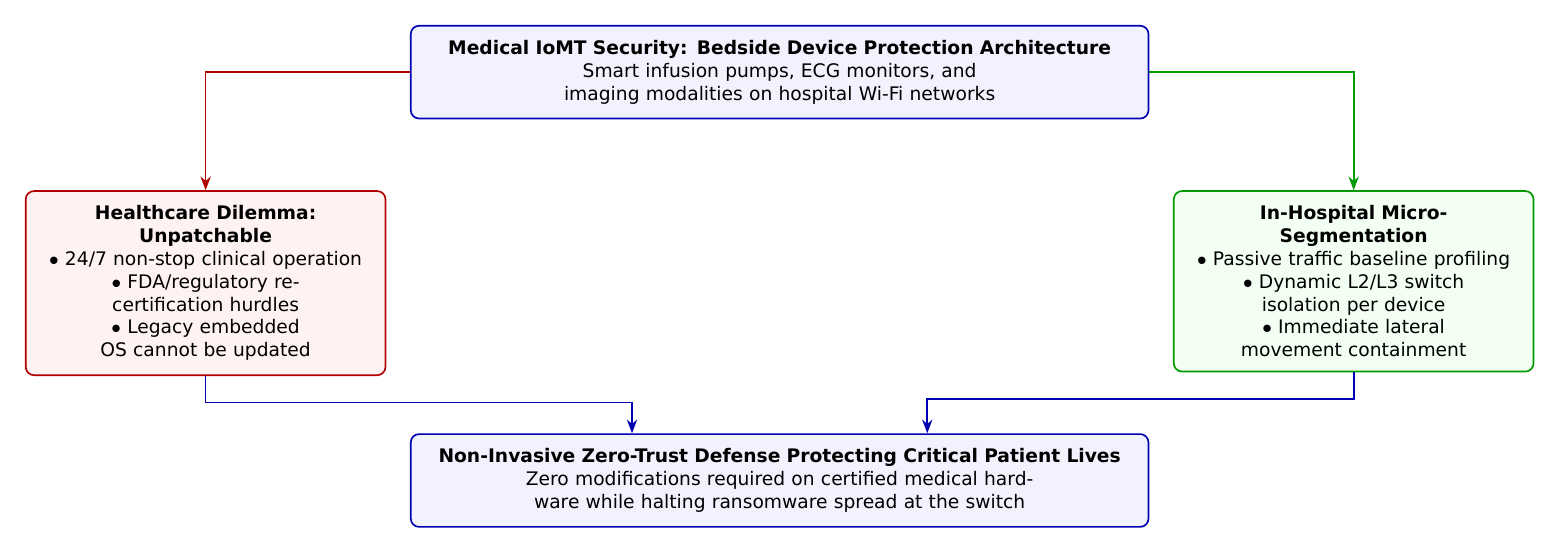 Medical IoMT Security: Bedside Device Protection Architecture
Smart infusion pumps, ECG monitors, and
imaging modalities on hospital Wi-Fi networks
Healthcare Dilemma:
Unpatchable
• 24/7 non-stop clinical operation
• FDA/regulatory re-
certification hurdles
• Legacy embedded
OS cannot be updated
In-Hospital Micro-
Segmentation
• Passive traffic baseline profiling
• Dynamic L2/L3 switch
isolation per device
• Immediate lateral
movement containment
Non-Invasive Zero-Trust Defense Protecting Critical Patient Lives
Zero modifications required on certified medical hard-
ware while halting ransomware spread at the switch